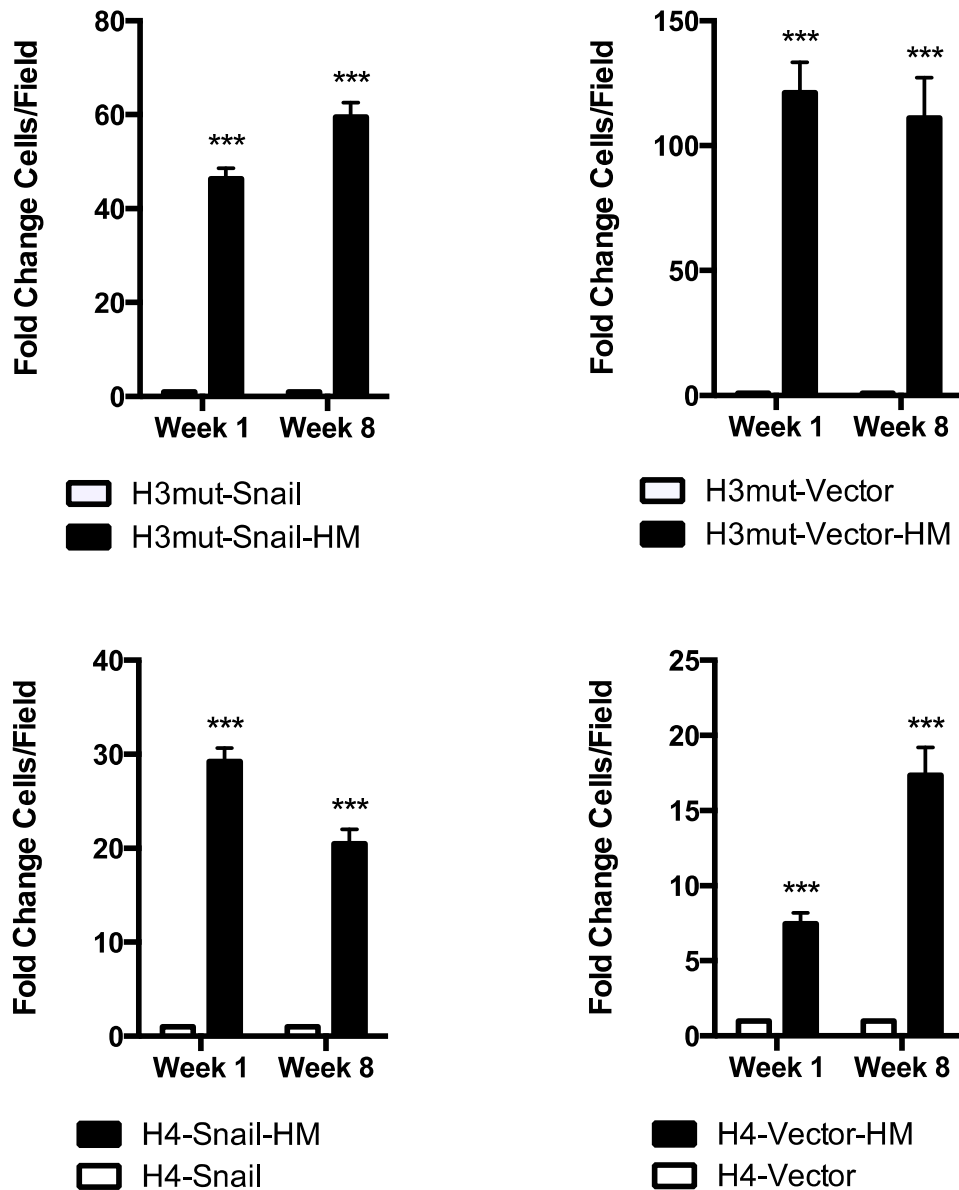 Fold Change Cells/Field
80
60
40
20
0
***
***
Week 1 Week 8
H3mut-Snail
H3mut-Snail-HM
Fold Change Cells/Field
150
100
50
0
***
***
Week 1 Week 8
H3mut-Vector
H3mut-Vector-HM
Fold Change Cells/Field
40
30
20
10
0
***
***
Week 1 Week 8
H4-Snail-HM
H4-Snail
Fold Change Cells/Field
25
20
15
10
5
0
***
***
Week 1 Week 8
H4-Vector-HM
H4-Vector